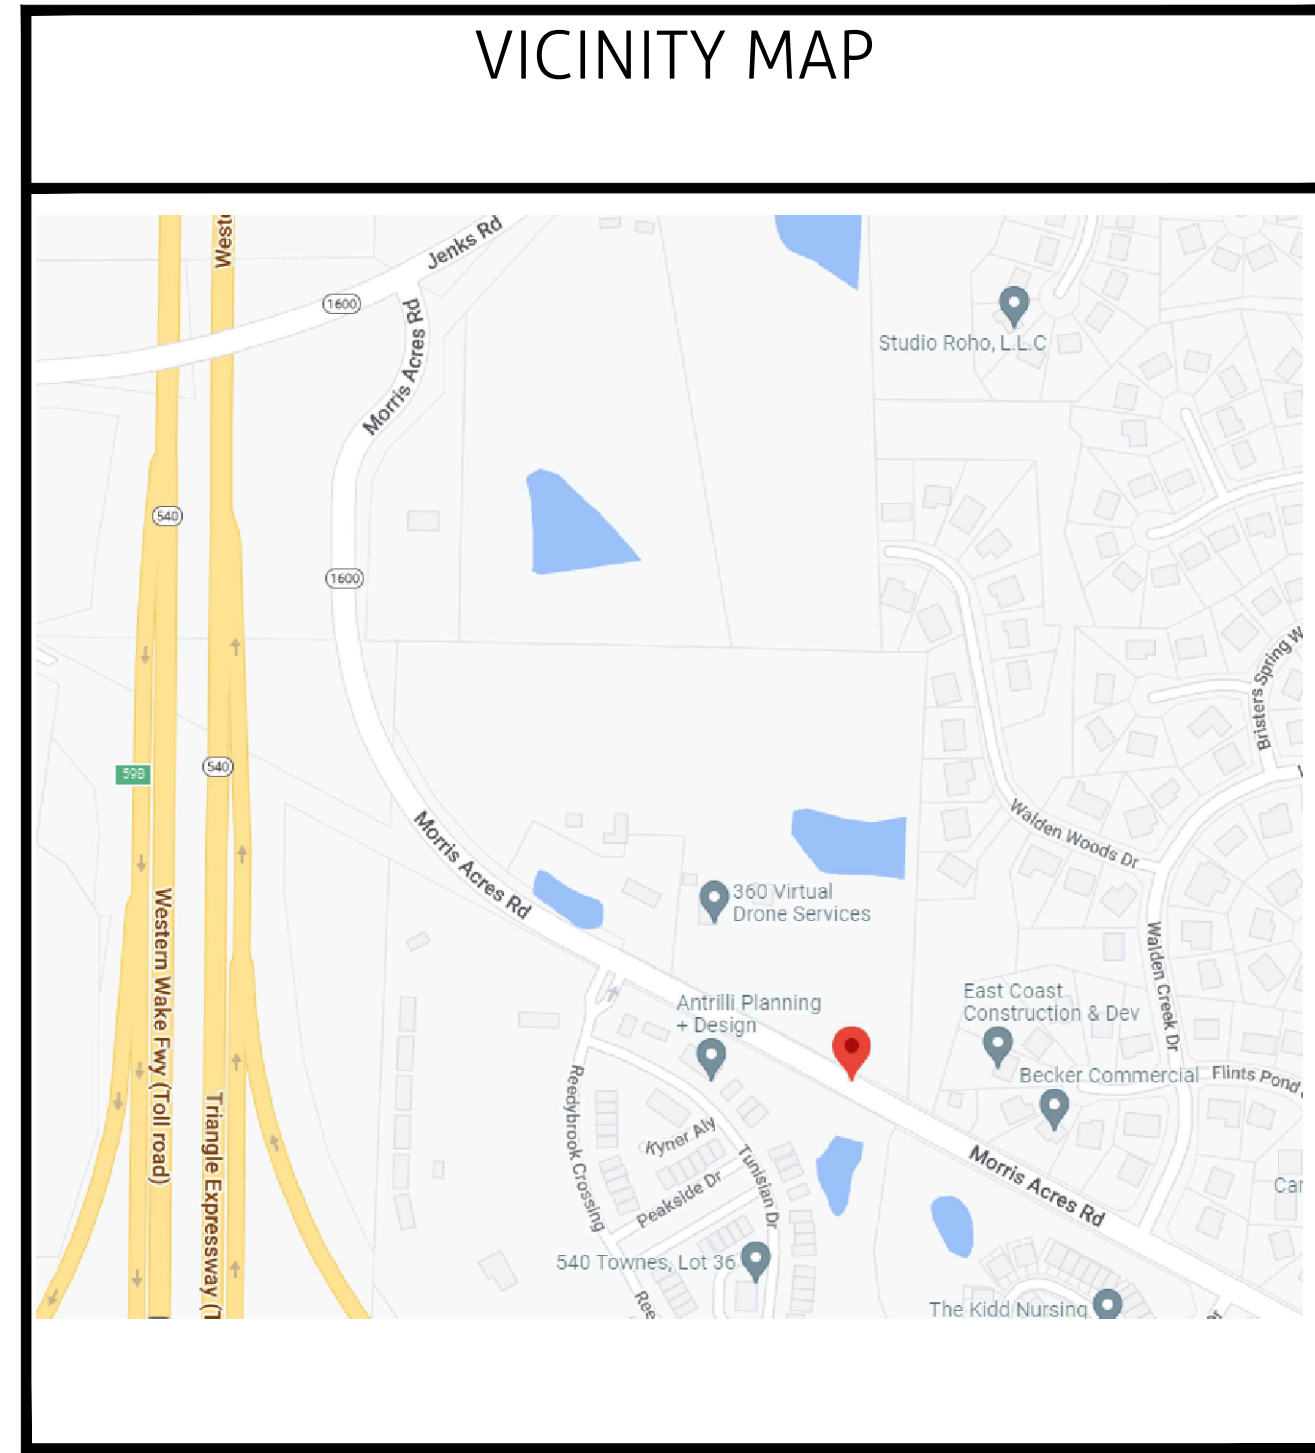 VICINITY MAP
Jenks Rd
1600
Morris Acres Rd
Studio Roho, L.L.C
540
1600
Bristers Spring W
59B
540
Walden Woods Dr
Morris Acres Rd
360 Virtual
Drone Services
Western Wake Fwy (Toll road)
Walden Creek Dr
East Coast
Construction & Dev
Antrilli Planning
+ Design
Becker Commercial
Flints Pond
Triangle Expressway (T
Reedybrook Crossing
Kyner Aly
Tunisian Dr
Peakside Dr
Morris Acres Rd
540 Townes, Lot 36
Ree
The Kidd Nursing